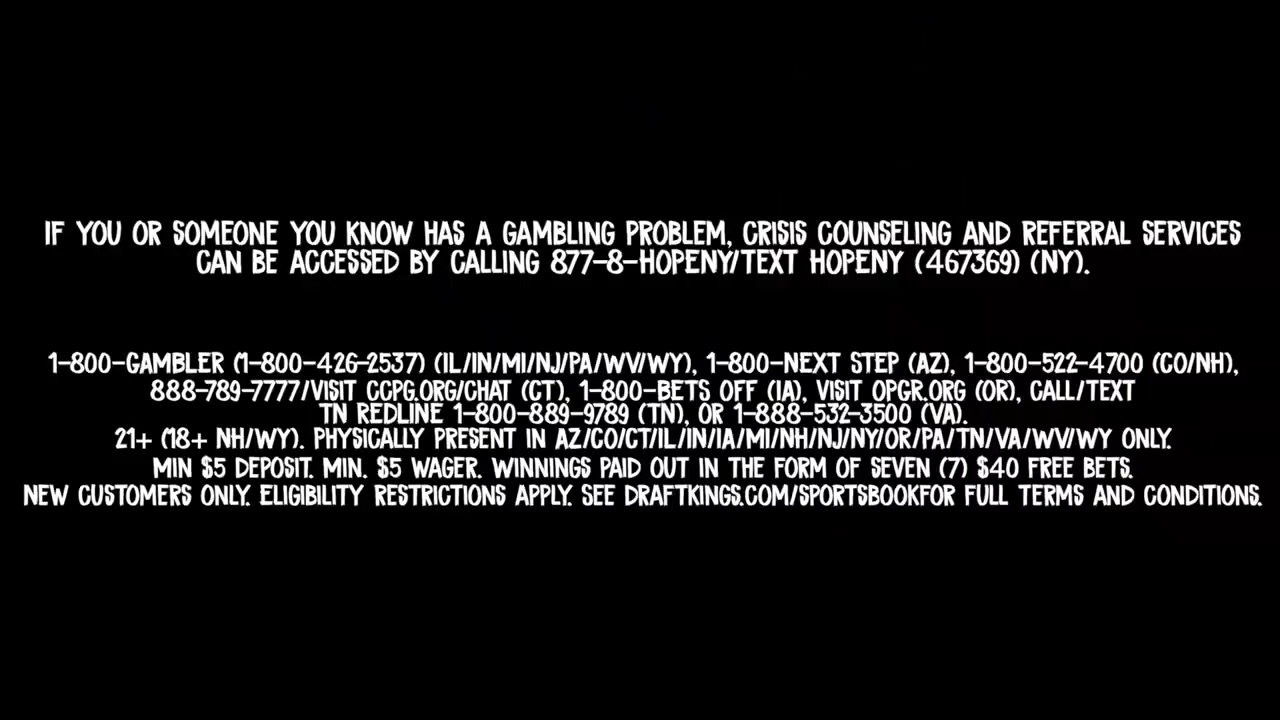 IF YOU OR SOMEONE YOU KNOW HAS A GAMBLING PROBLEM, CRISIS COUNSELING AND REFERRAL SERVICES
CAN BE ACCESSED BY CALLING 877-8-HOPENY/TEXT HOPENY (467369) (NY).
1-800-GAMBLER (1-800-426-2537) (IL/IN/MI/NJ/PA/WV/WY), 1-800-NEXT STEP (AZ), 1-800-522-4700 (CO/NH),
888-789-7777/VISIT CCPG.ORG/CHAT (CT), 1-800-BETS OFF (IA), VISIT OPGR.ORG (OR), CALL/TEXT
TN REDLINE 1-800-889-9789 (TN), OR 1-888-532-3500 (VA).
21+ (18+ NH/WY). PHYSICALLY PRESENT IN AZ/CO/CT/IL/IN/IA/MI/NH/NJ/NY/OR/PA/TN/VA/WV/WY ONLY.
MIN $5 DEPOSIT. MIN. $5 WAGER. WINNINGS PAID OUT IN THE FORM OF SEVEN (7) $40 FREE BETS.
NEW CUSTOMERS ONLY. ELIGIBILITY RESTRICTIONS APPLY. SEE DRAFTKINGS.COM/SPORTSBOOKFOR FULL TERMS AND CONDITIONS.